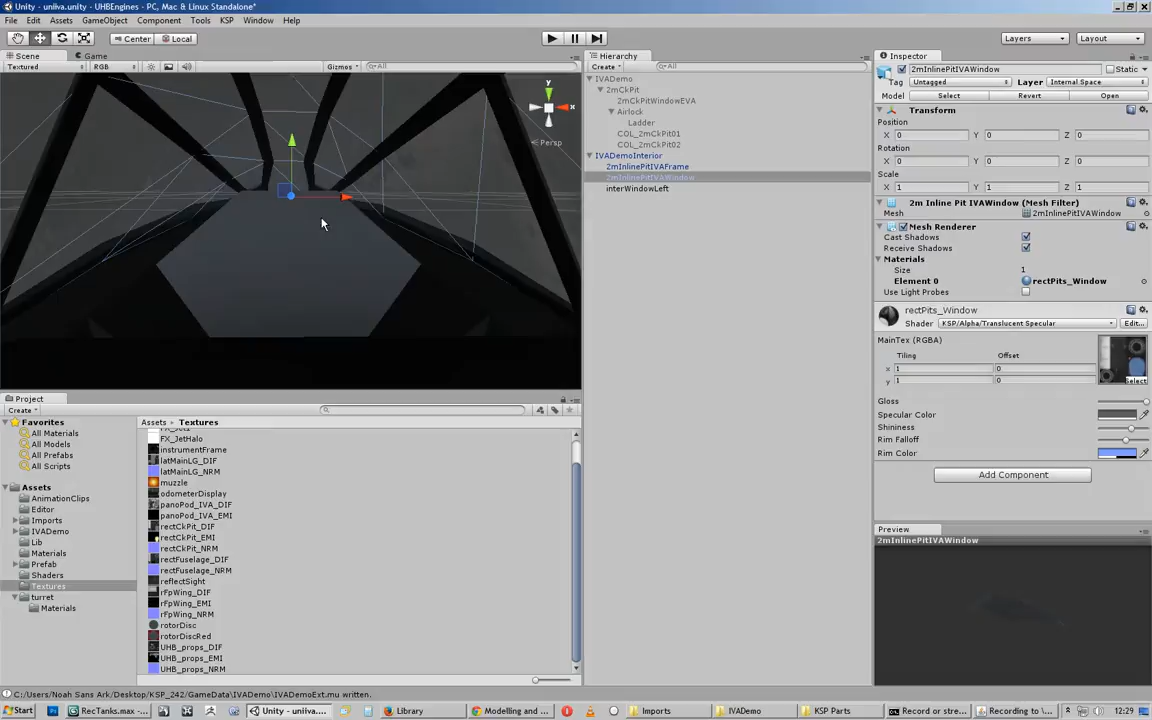 Unity - uniiva.unity - UHBEngines - PC, Mac & Linux Standalone*
File Edit Assets GameObject Component Tools KSP Window Help
Center Local
Layers Layout
Scene Game
Textured RGB Gizmos All
y
x
Persp
Hierarchy
Create All
IVADemo
2mCkPit
2mCkPitWindowEVA
Airlock
Ladder
COL_2mCkPit01
COL_2mCkPit02
IVADemoInterior
2mInlinePitIVAFrame
2mInlinePitIVAWindow
interWindowLeft
Inspector
2mInlinePitIVAWindow Static
Tag Untagged Layer Internal Space
Model Select Revert Open
Transform
Position
X 0 Y 0 Z 0
Rotation
X 0 Y 0 Z 0
Scale
X 1 Y 1 Z 1
2m Inline Pit IVAWindow (Mesh Filter)
Mesh 2mInlinePitIVAWindow
Mesh Renderer
Cast Shadows
Receive Shadows
Materials
Size 1
Element 0 rectPits_Window
Use Light Probes
rectPits_Window
Shader KSP/Alpha/Translucent Specular Edit...
MainTex (RGBA)
Tiling Offset
x 1 0
y 1 0
Select
Gloss
Specular Color
Shininess
Rim Falloff
Rim Color
Add Component
Preview
2mInlinePitIVAWindow
Project
Create
Favorites
All Materials
All Models
All Prefabs
All Scripts
Assets
AnimationClips
Editor
Imports
IVADemo
Lib
Materials
Prefab
Shaders
Textures
turret
Materials
Assets Textures
FX_JetHalo
instrumentFrame
latMainLG_DIF
latMainLG_NRM
muzzle
odometerDisplay
panoPod_IVA_DIF
panoPod_IVA_EMI
rectCkPit_DIF
rectCkPit_EMI
rectCkPit_NRM
rectFuselage_DIF
rectFuselage_NRM
reflectSight
rFpWing_DIF
rFpWing_EMI
rFpWing_NRM
rotorDisc
rotorDiscRed
UHB_props_DIF
UHB_props_EMI
UHB_props_NRM
C:/Users/Noah Sans Ark/Desktop/KSP_242/GameData/IVADemo/IVADemoExt.mu written.
Start RecTanks.max - ... Unity - uniiva.... Library Modelling and ... Imports IVADemo KSP Parts Record or stre... Recording to \... 12:29